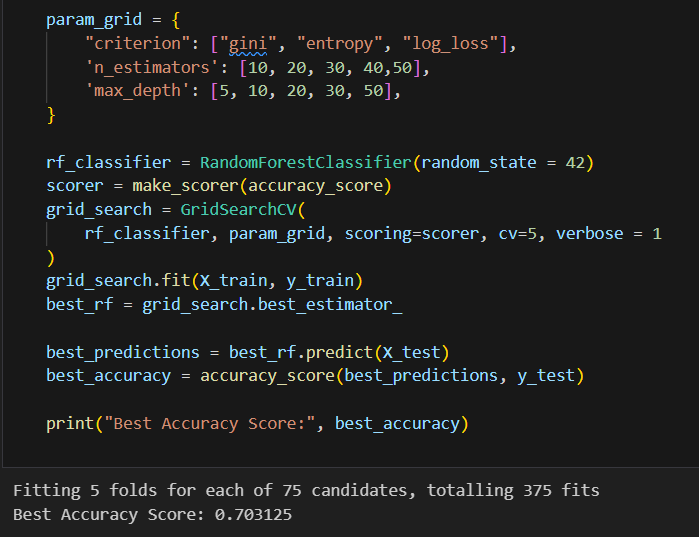 param_grid = {
    "criterion": ["gini", "entropy", "log_loss"],
    'n_estimators': [10, 20, 30, 40,50],
    'max_depth': [5, 10, 20, 30, 50],
}
rf_classifier = RandomForestClassifier(random_state = 42)
scorer = make_scorer(accuracy_score)
grid_search = GridSearchCV(
    rf_classifier, param_grid, scoring=scorer, cv=5, verbose = 1
)
grid_search.fit(X_train, y_train)
best_rf = grid_search.best_estimator_
best_predictions = best_rf.predict(X_test)
best_accuracy = accuracy_score(best_predictions, y_test)
print("Best Accuracy Score:", best_accuracy)
Fitting 5 folds for each of 75 candidates, totalling 375 fits
Best Accuracy Score: 0.703125